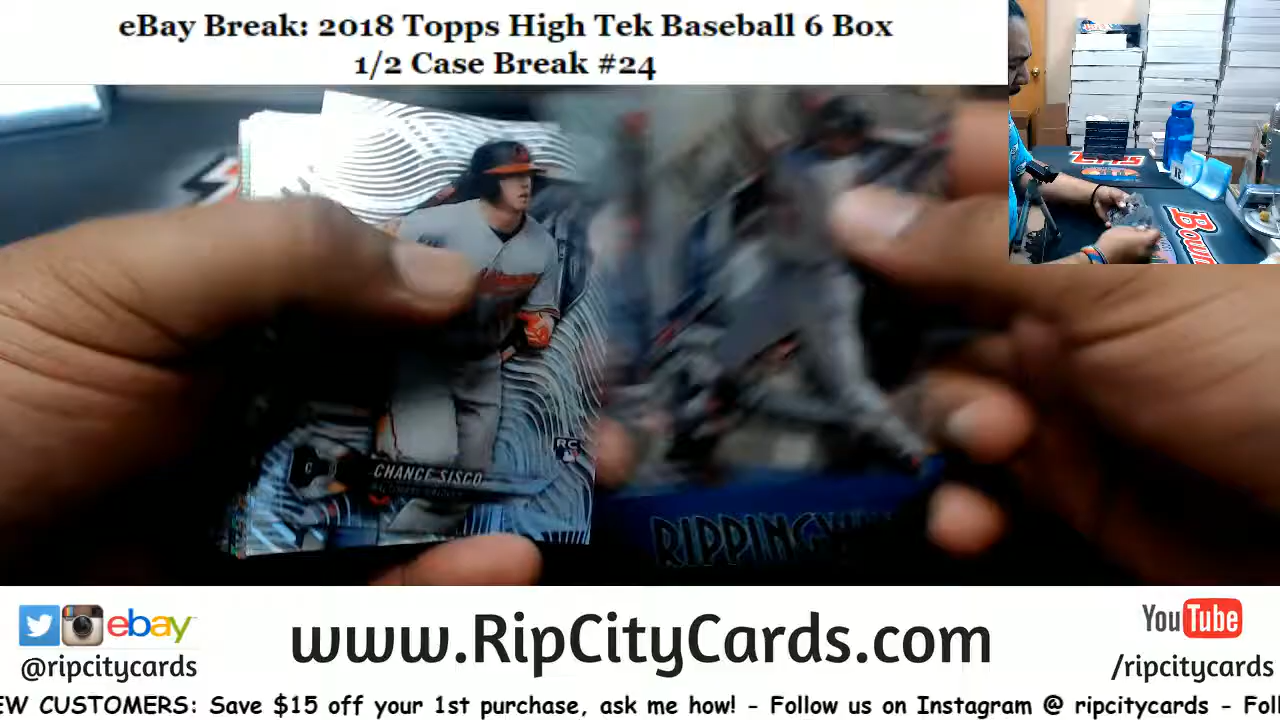 eBay Break: 2018 Topps High Tek Baseball 6 Box
1/2 Case Break #24
CHANCE SISCO
RC
ebay
@ripcitycards
www.RipCityCards.com
YouTube
/ripcitycards
EW CUSTOMERS: Save $15 off your 1st purchase, ask me how! - Follow us on Instagram @ ripcitycards - Foll